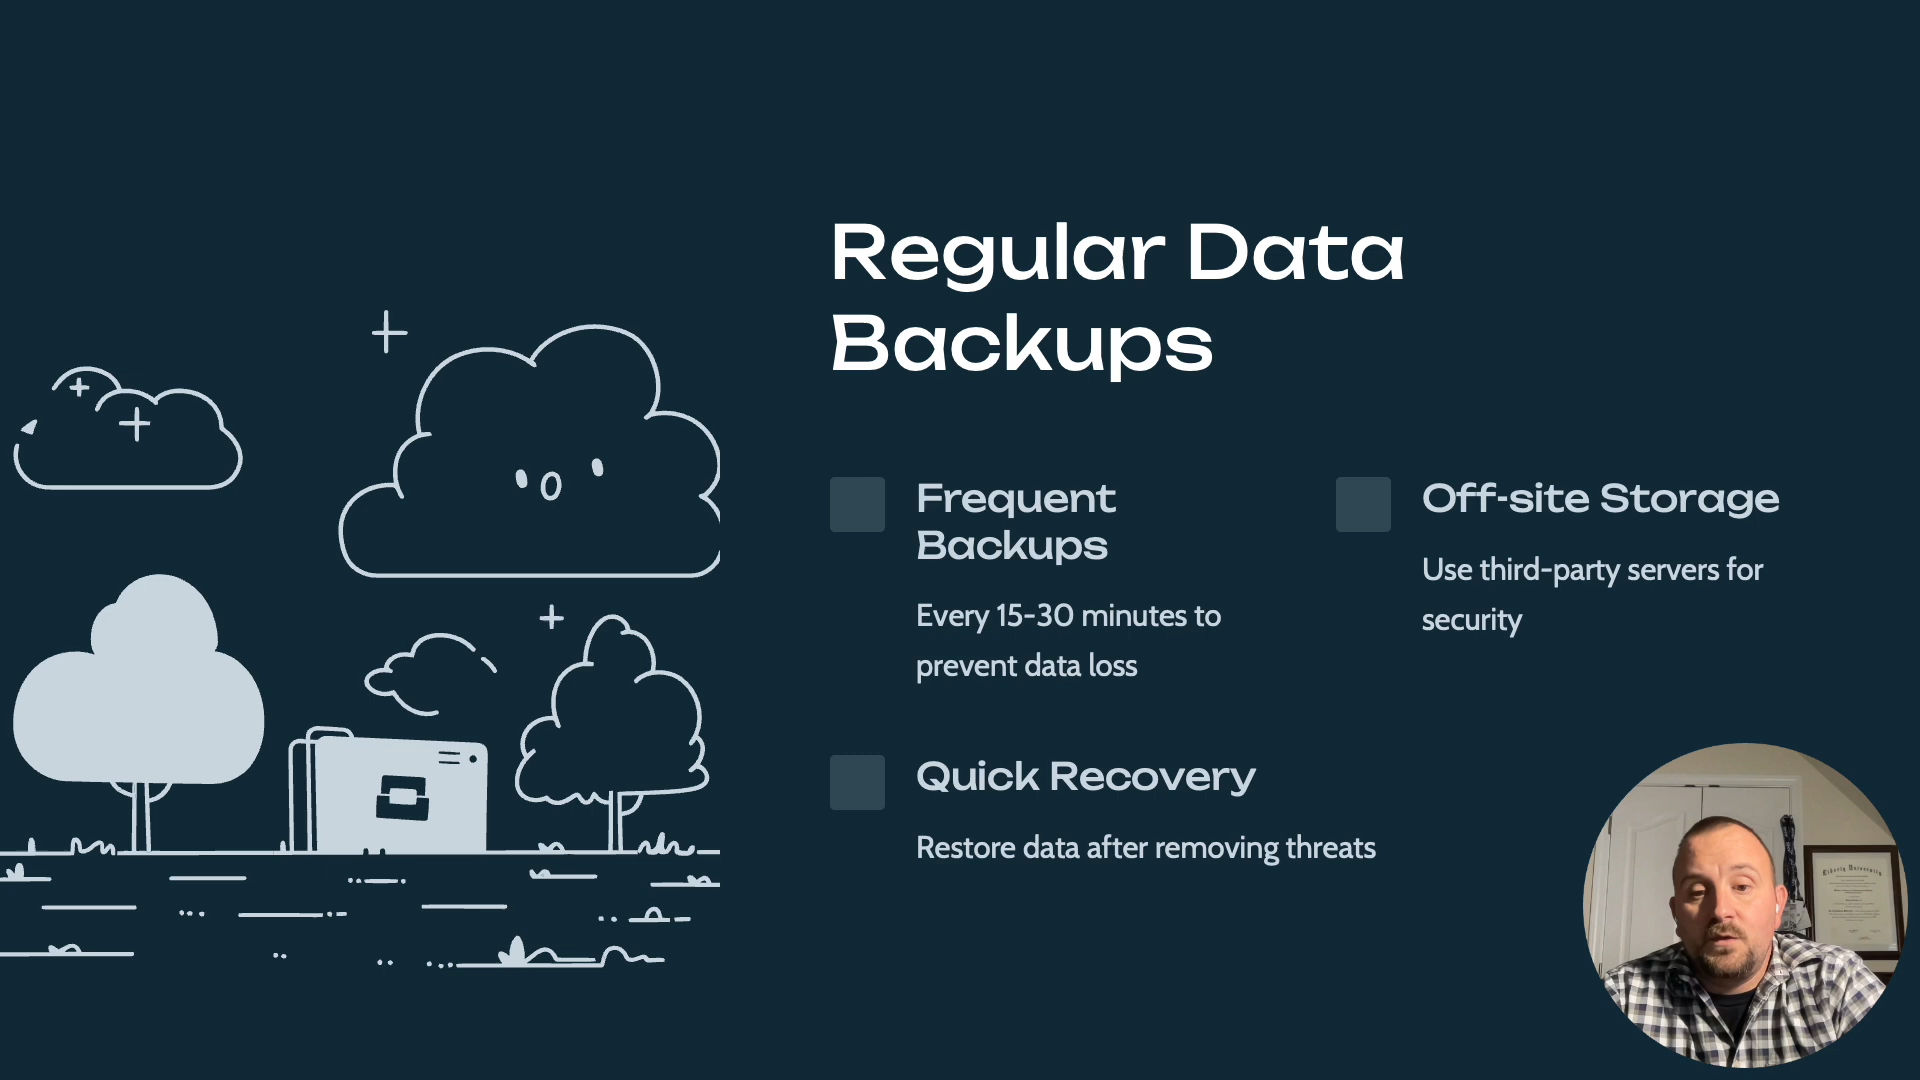 Regular Data
Backups
Frequent
Backups
Every 15-30 minutes to
prevent data loss
Off-site Storage
Use third-party servers for
security
Quick Recovery
Restore data after removing threats